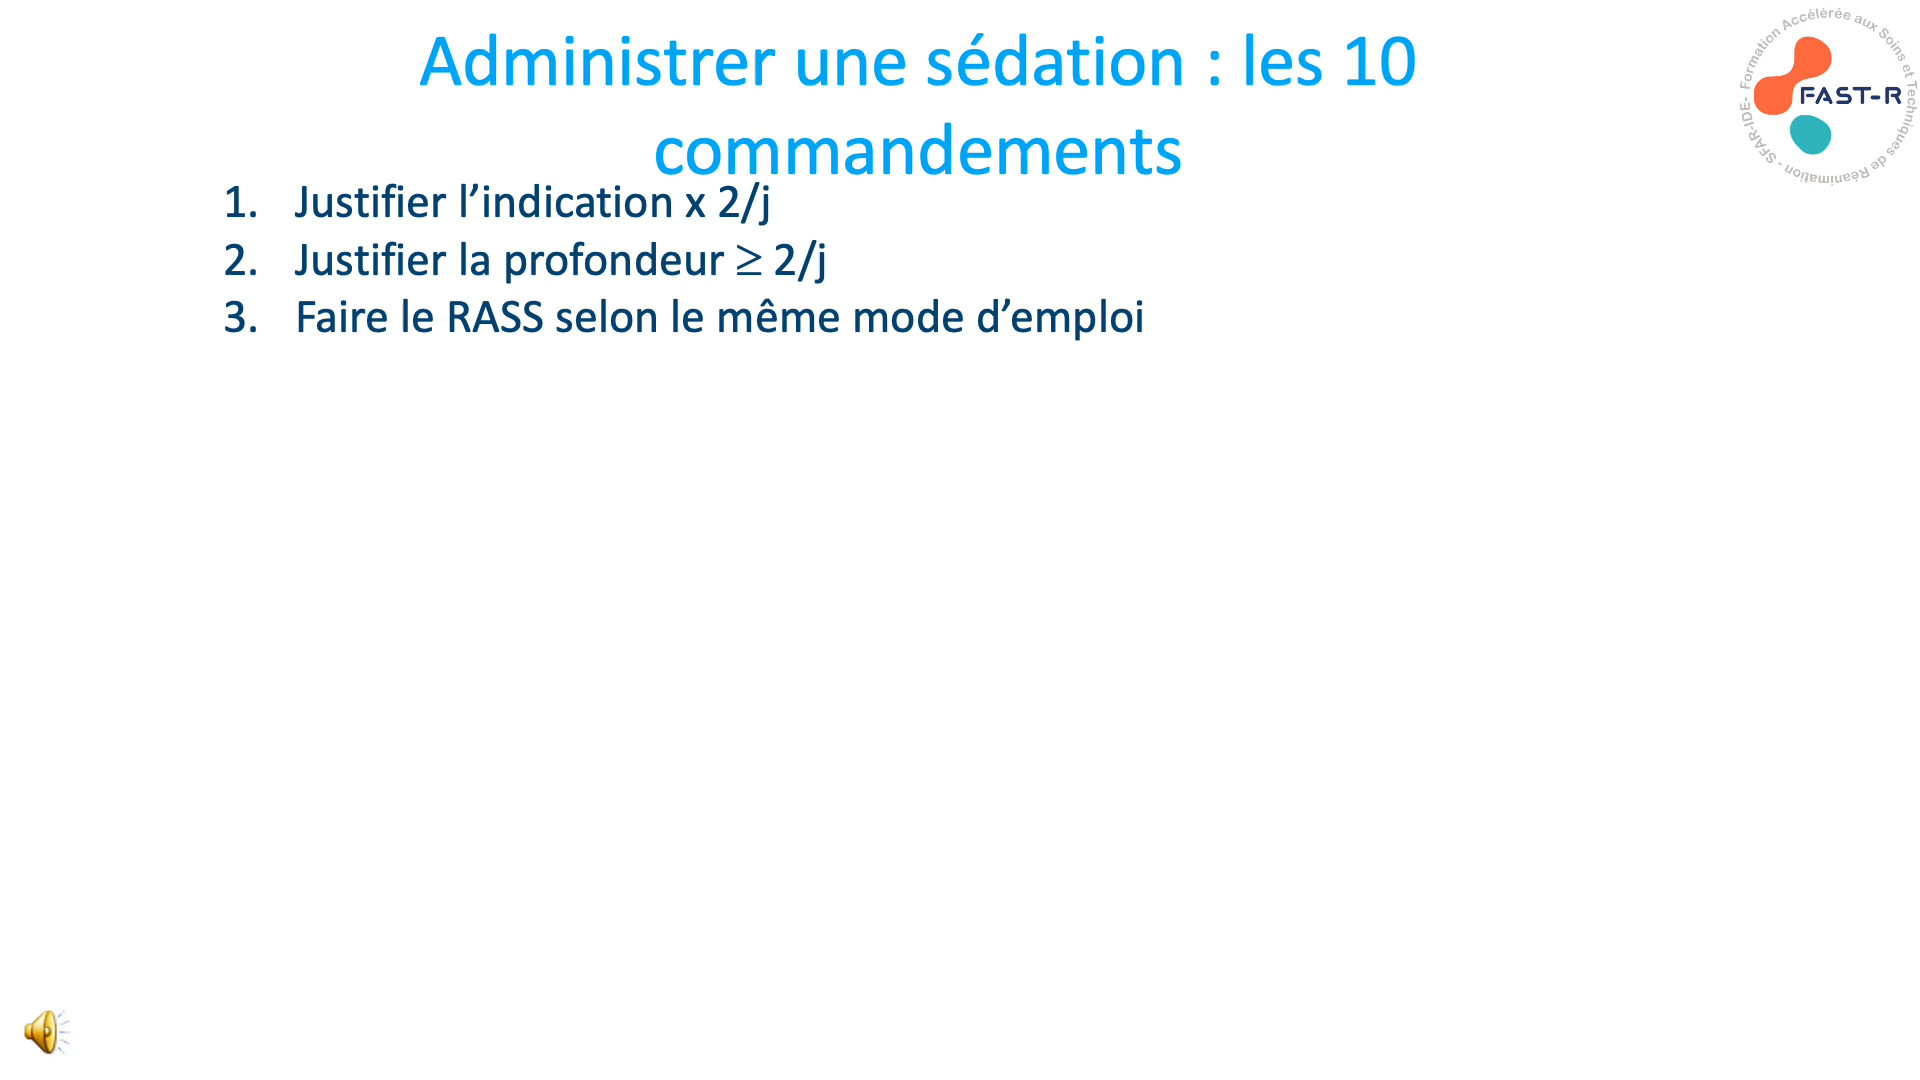 Administrer une sédation : les 10
commandements
1. Justifier l’indication x 2/j
2. Justifier la profondeur ≥ 2/j
3. Faire le RASS selon le même mode d’emploi
FAST-R
SFAR-IDE- Formation Accélérée aux Soins et Techniques de Réanimation -